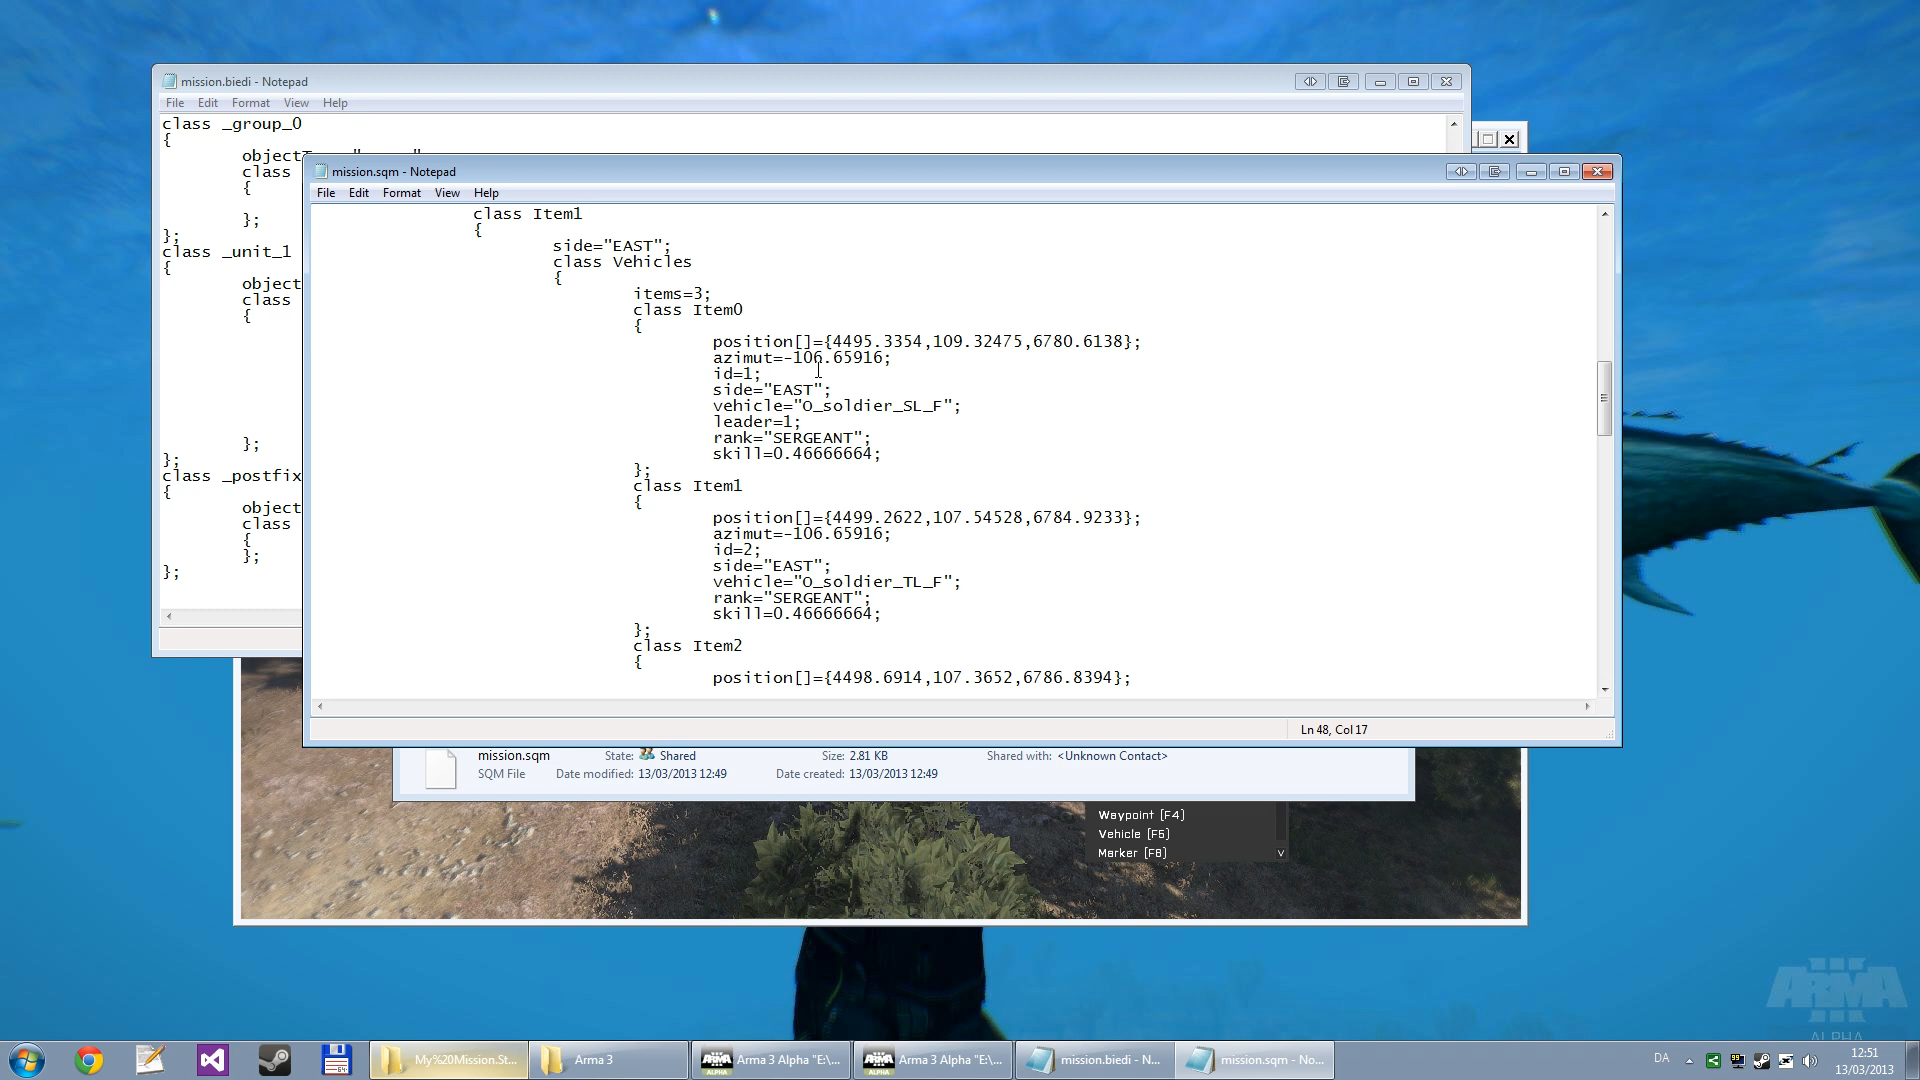 mission.biedi - Notepad
File Edit Format View Help
class _group_0
{
class
{
};
};
class _unit_1
{
object
class
{
};
};
class _postfix
{
object
class
{
};
};
mission.sqm - Notepad
File Edit Format View Help
class Item1
{
side="EAST";
class Vehicles
{
items=3;
class Item0
{
position[]={4495.3354,109.32475,6780.6138};
azimut=-106.65916;
id=1;
side="EAST";
vehicle="O_soldier_SL_F";
leader=1;
rank="SERGEANT";
skill=0.46666664;
};
class Item1
{
position[]={4499.2622,107.54528,6784.9233};
azimut=-106.65916;
id=2;
side="EAST";
vehicle="O_soldier_TL_F";
rank="SERGEANT";
skill=0.46666664;
};
class Item2
{
position[]={4498.6914,107.3652,6786.8394};
Ln 48, Col 17
mission.sqm State: Shared Size: 2.81 KB Shared with: <Unknown Contact>
SQM File Date modified: 13/03/2013 12:49 Date created: 13/03/2013 12:49
Waypoint [F4]
Vehicle [F5]
Marker [F6]
ARMA III
ALPHA
My%20Mission.St... Arma 3 Arma 3 Alpha "E:\... Arma 3 Alpha "E:\... mission.biedi - N... mission.sqm - No... DA 12:51
13/03/2013